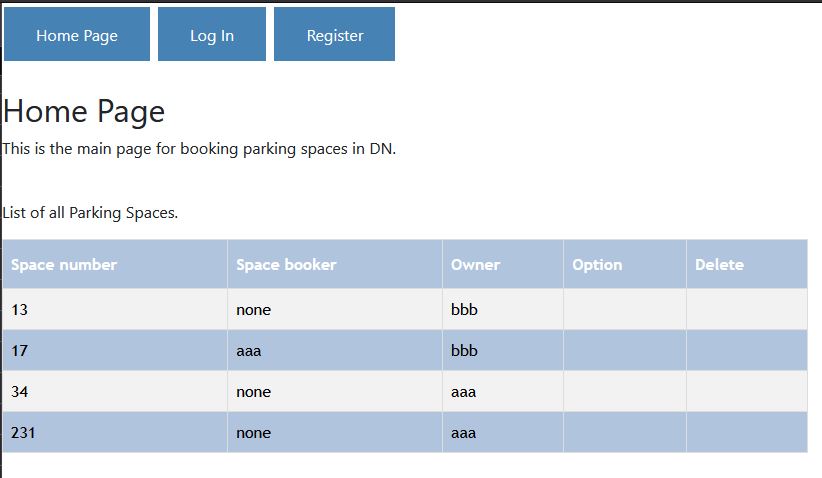 Home Page Log In Register
Home Page
This is the main page for booking parking spaces in DN.
List of all Parking Spaces.
Space number Space booker Owner Option Delete
13 none bbb
17 aaa bbb
34 none aaa
231 none aaa